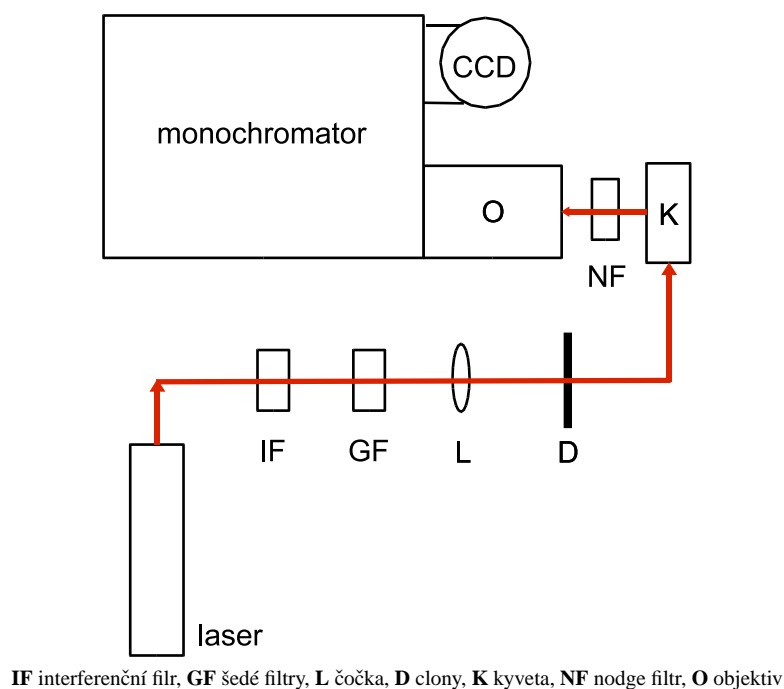 CCD
monochromator
O
K
NF
IF
GF
L
D
laser
IF interferenční filr, GF šedé filtry, L čočka, D clony, K kyveta, NF nodge filtr, O objektiv